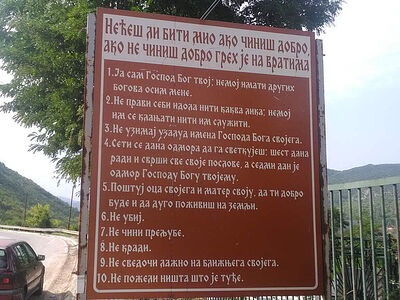 Нећеш ли бити мио ако чиниш добро,
ако не чиниш добро грех је на вратима
1.Ја сам Господ Бог твој; немој имати других
богова осим мене.
2.Не прави себи идола нити каква лика; немој
им се клањати нити им служити.
3.Не узимај узалуд имена Господа Бога својега.
4.Сети се дана одмора да га светкујеш; шест дана
ради и сврши све своје послове, а седми дан је
одмор Господу Богу твојему.
5.Поштуј оца својега и матер своју, да ти добро
буде и да дуго поживиш на земљи.
6.Не убиј.
7.Не чини прељубе.
8.Не кради.
9.Не сведочи лажно на ближњега својега.
10.Не пожели ништа што је туђе.